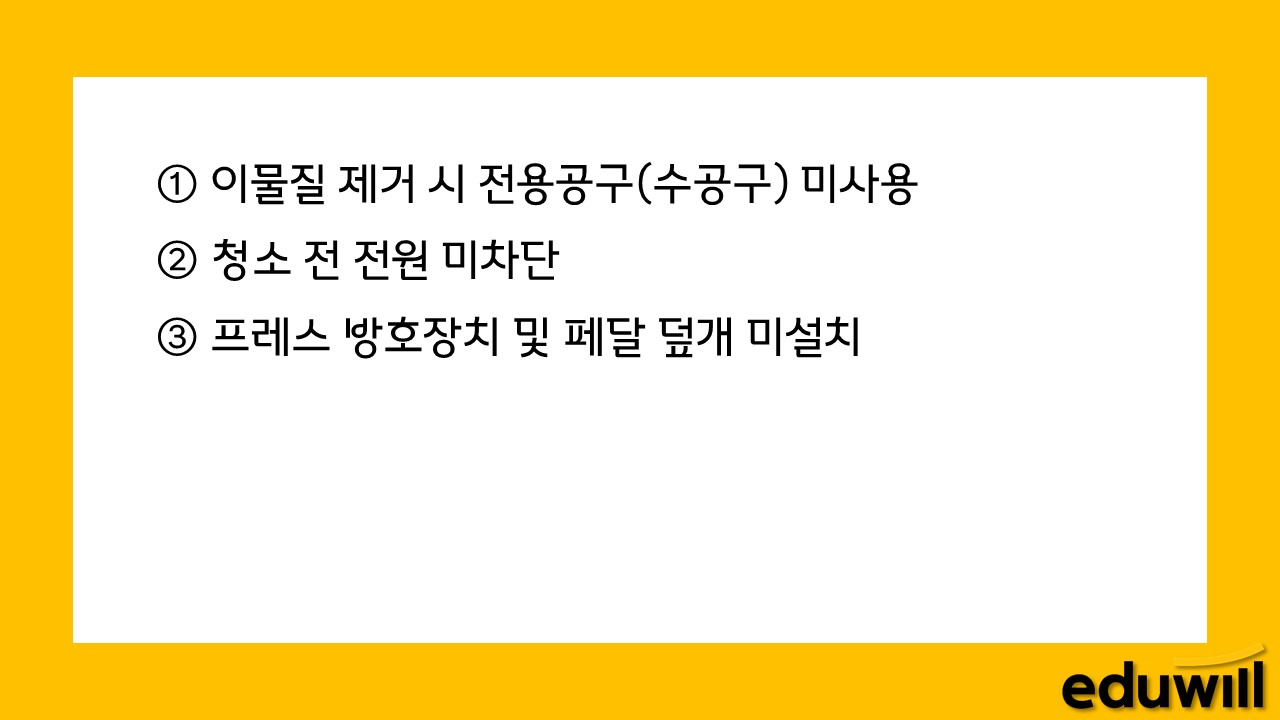 ① 이물질 제거 시 전용공구(수공구) 미사용
② 청소 전 전원 미차단
③ 프레스 방호장치 및 페달 덮개 미설치
eduwill